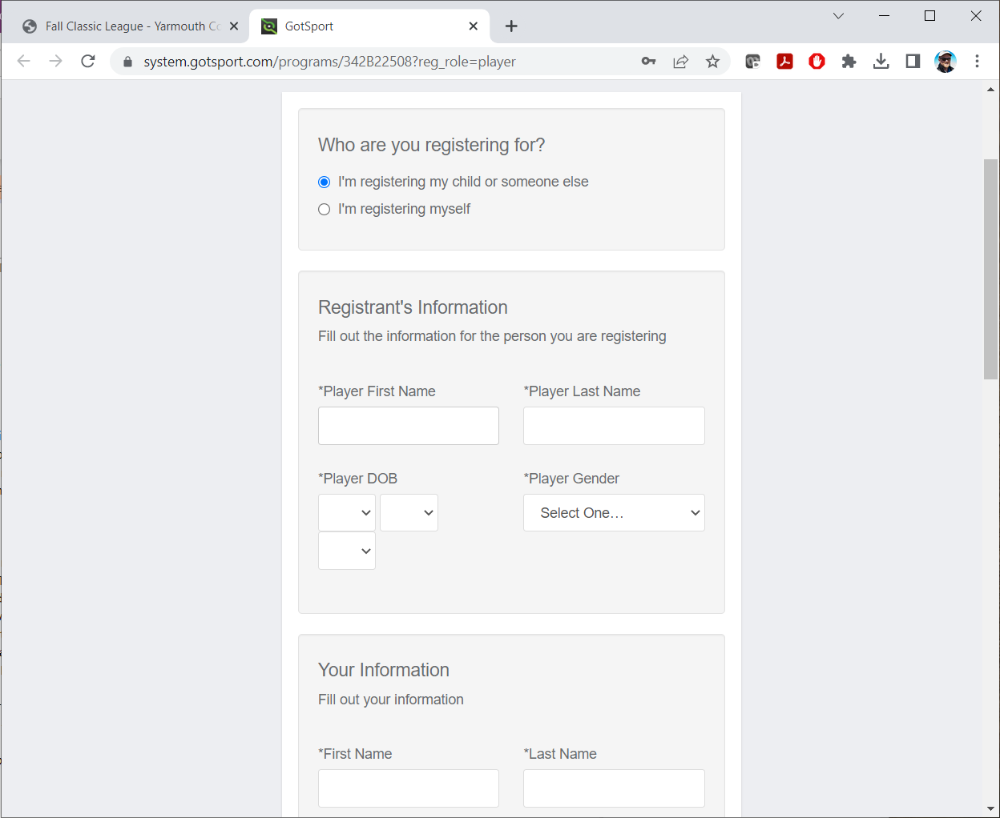 Fall Classic League - Yarmouth Co
GotSport
system.gotsport.com/programs/342B22508?reg_role=player
Who are you registering for?
I'm registering my child or someone else
I'm registering myself
Registrant's Information
Fill out the information for the person you are registering
*Player First Name
*Player Last Name
*Player DOB
*Player Gender
Select One...
Your Information
Fill out your information
*First Name
*Last Name